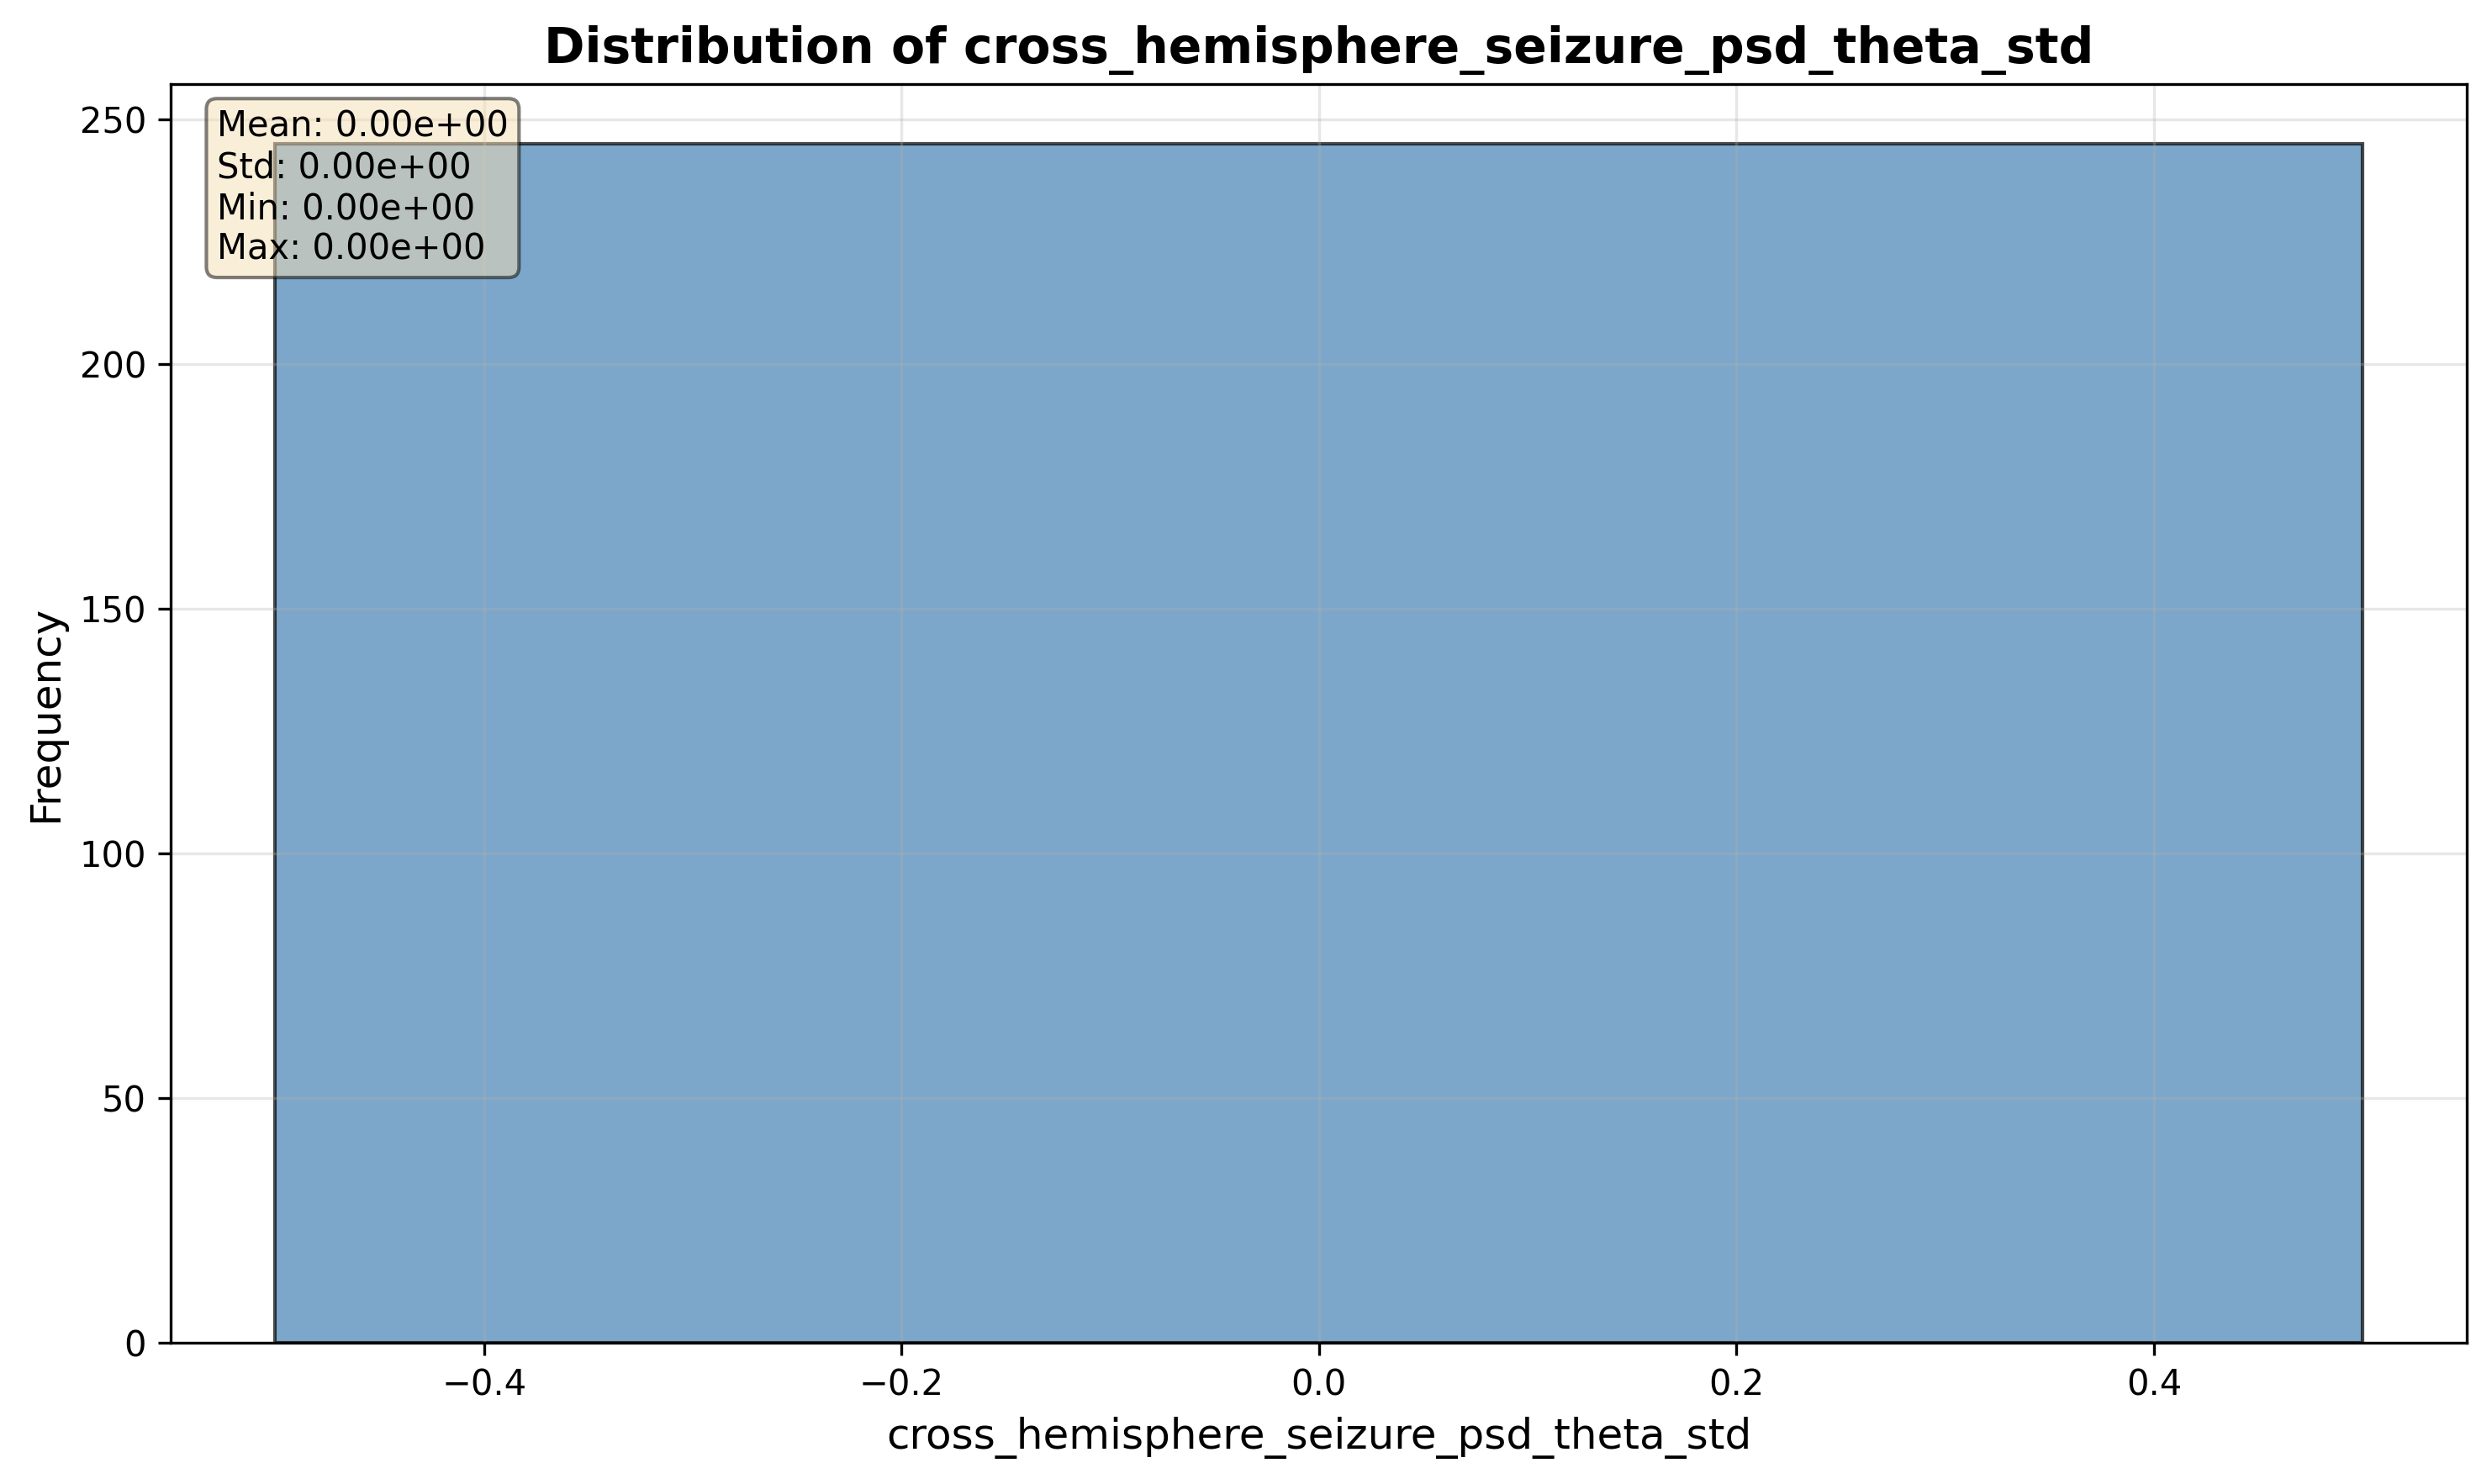 Distribution of cross_hemisphere_seizure_psd_theta_std
Mean: 0.00e+00
Std: 0.00e+00
Min: 0.00e+00
Max: 0.00e+00
250
200
150
100
50
0
Frequency
−0.4
−0.2
0.0
0.2
0.4
cross_hemisphere_seizure_psd_theta_std